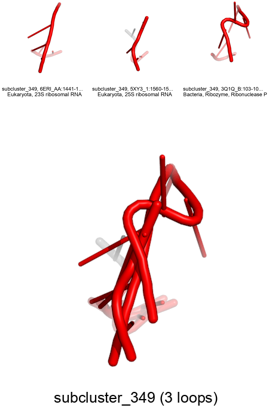 subcluster_349, 6ERI_AA:1441-1...
Eukaryota, 23S ribosomal RNA
subcluster_349, 5XY3_1:1560-15...
Eukaryota, 25S ribosomal RNA
subcluster_349, 3Q1Q_B:103-10...
Bacteria, Ribozyme, Ribonuclease P
subcluster_349 (3 loops)